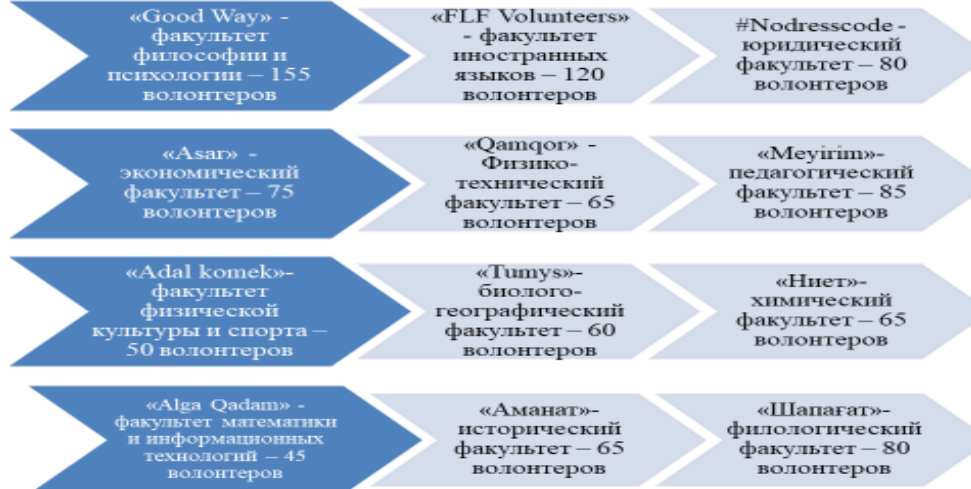 «Good Way» -
факультет
философии и
психологии – 155
волонтеров
«FLF Volunteers»
- факультет
иностранных
языков – 120
волонтеров
#Nodresscode -
юридический
факультет – 80
волонтеров
«Asar» -
экономический
факультет – 75
волонтеров
«Qamqor» -
Физико-
технический
факультет – 65
волонтеров
«Meyirim»-
педагогический
факультет – 85
волонтеров
«Adal komek»-
факультет
физической
культуры и спорта –
50 волонтеров
«Tumys»-
биолого-
географический
факультет – 60
волонтеров
«Ниет»-
химический
факультет – 65
волонтеров
«Alga Qadam» -
факультет математики
и информационных
технологий – 45
волонтеров
«Аманат»-
исторический
факультет – 65
волонтеров
«Шапағат»-
филологический
факультет – 80
волонтеров